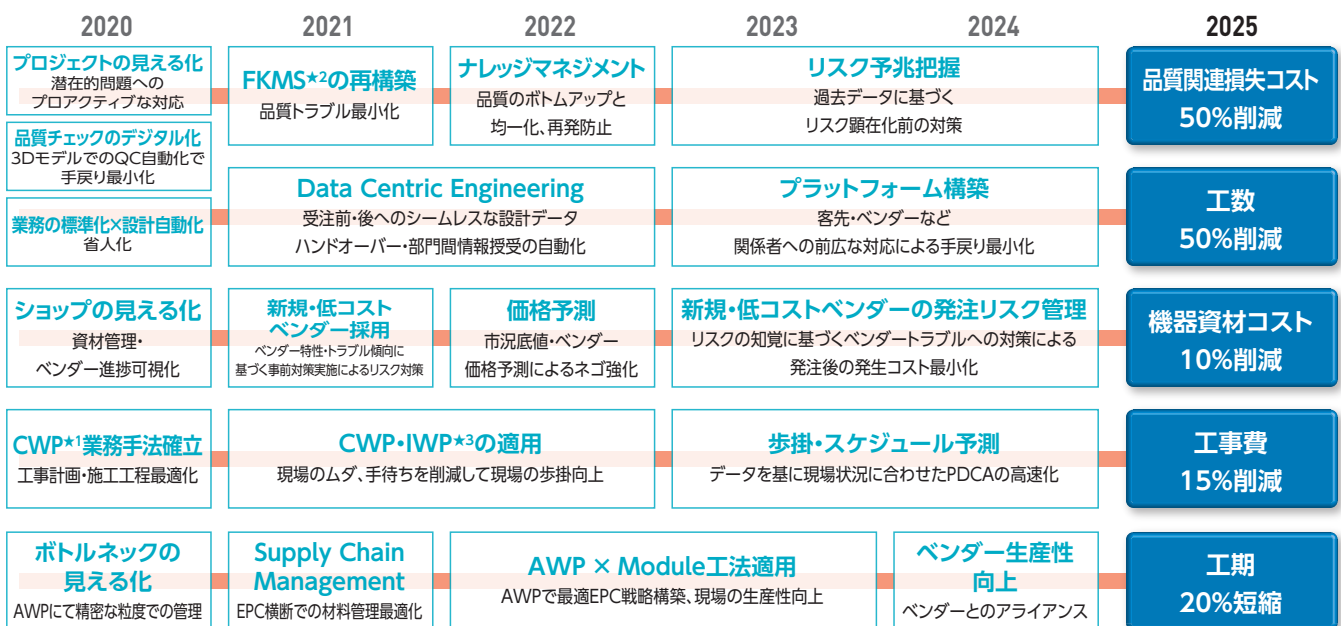 2020
2021
2022
2023
2024
2025
プロジェクトの見える化
潜在的問題への
プロアクティブな対応
品質チェックのデジタル化
3DモデルでのQC自動化で
手戻り最小化
FKMS★2の再構築
品質トラブル最小化
ナレッジマネジメント
品質のボトムアップと
均一化、再発防止
リスク予兆把握
過去データに基づく
リスク顕在化前の対策
品質関連損失コスト
50%削減
業務の標準化×設計自動化
省人化
Data Centric Engineering
受注前・後へのシームレスな設計データ
ハンドオーバー・部門間情報授受の自動化
プラットフォーム構築
客先・ベンダーなど
関係者への前広な対応による手戻り最小化
工数
50%削減
ショップの見える化
資材管理・
ベンダー進捗可視化
新規・低コスト
ベンダー採用
ベンダー特性・トラブル傾向に
基づく事前対策実施によるリスク対策
価格予測
市況底値・ベンダー
価格予測によるネゴ強化
新規・低コストベンダーの発注リスク管理
リスクの知覚に基づくベンダートラブルへの対策による
発注後の発生コスト最小化
機器資材コスト
10%削減
CWP★1業務手法確立
工事計画・施工工程最適化
CWP・IWP★3の適用
現場のムダ、手待ちを削減して現場の歩掛向上
歩掛・スケジュール予測
データを基に現場状況に合わせたPDCAの高速化
工事費
15%削減
ボトルネックの
見える化
AWPにて精密な粒度での管理
Supply Chain
Management
EPC横断での材料管理最適化
AWP × Module工法適用
AWPで最適EPC戦略構築、現場の生産性向上
ベンダー生産性
向上
ベンダーとのアライアンス
工期
20%短縮